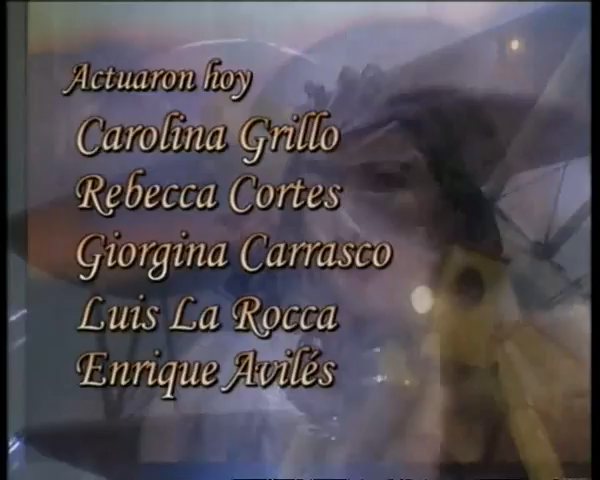 Actuaron hoy
Carolina Grillo
Rebecca Cortes
Giorgina Carrasco
Luis La Rocca
Enrique Avilés